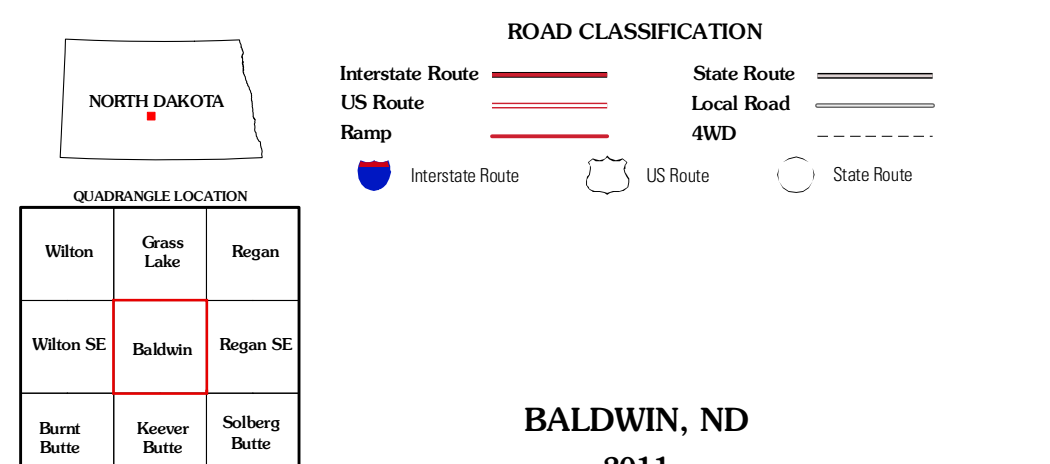 ROAD CLASSIFICATION
Interstate Route
State Route
US Route
Local Road
Ramp
4WD
Interstate Route
US Route
State Route
NORTH DAKOTA
QUADRANGLE LOCATION
Wilton
Grass
Lake
Regan
Wilton SE
Baldwin
Regan SE
Burnt
Butte
Keever
Butte
Solberg
Butte
BALDWIN, ND
2011